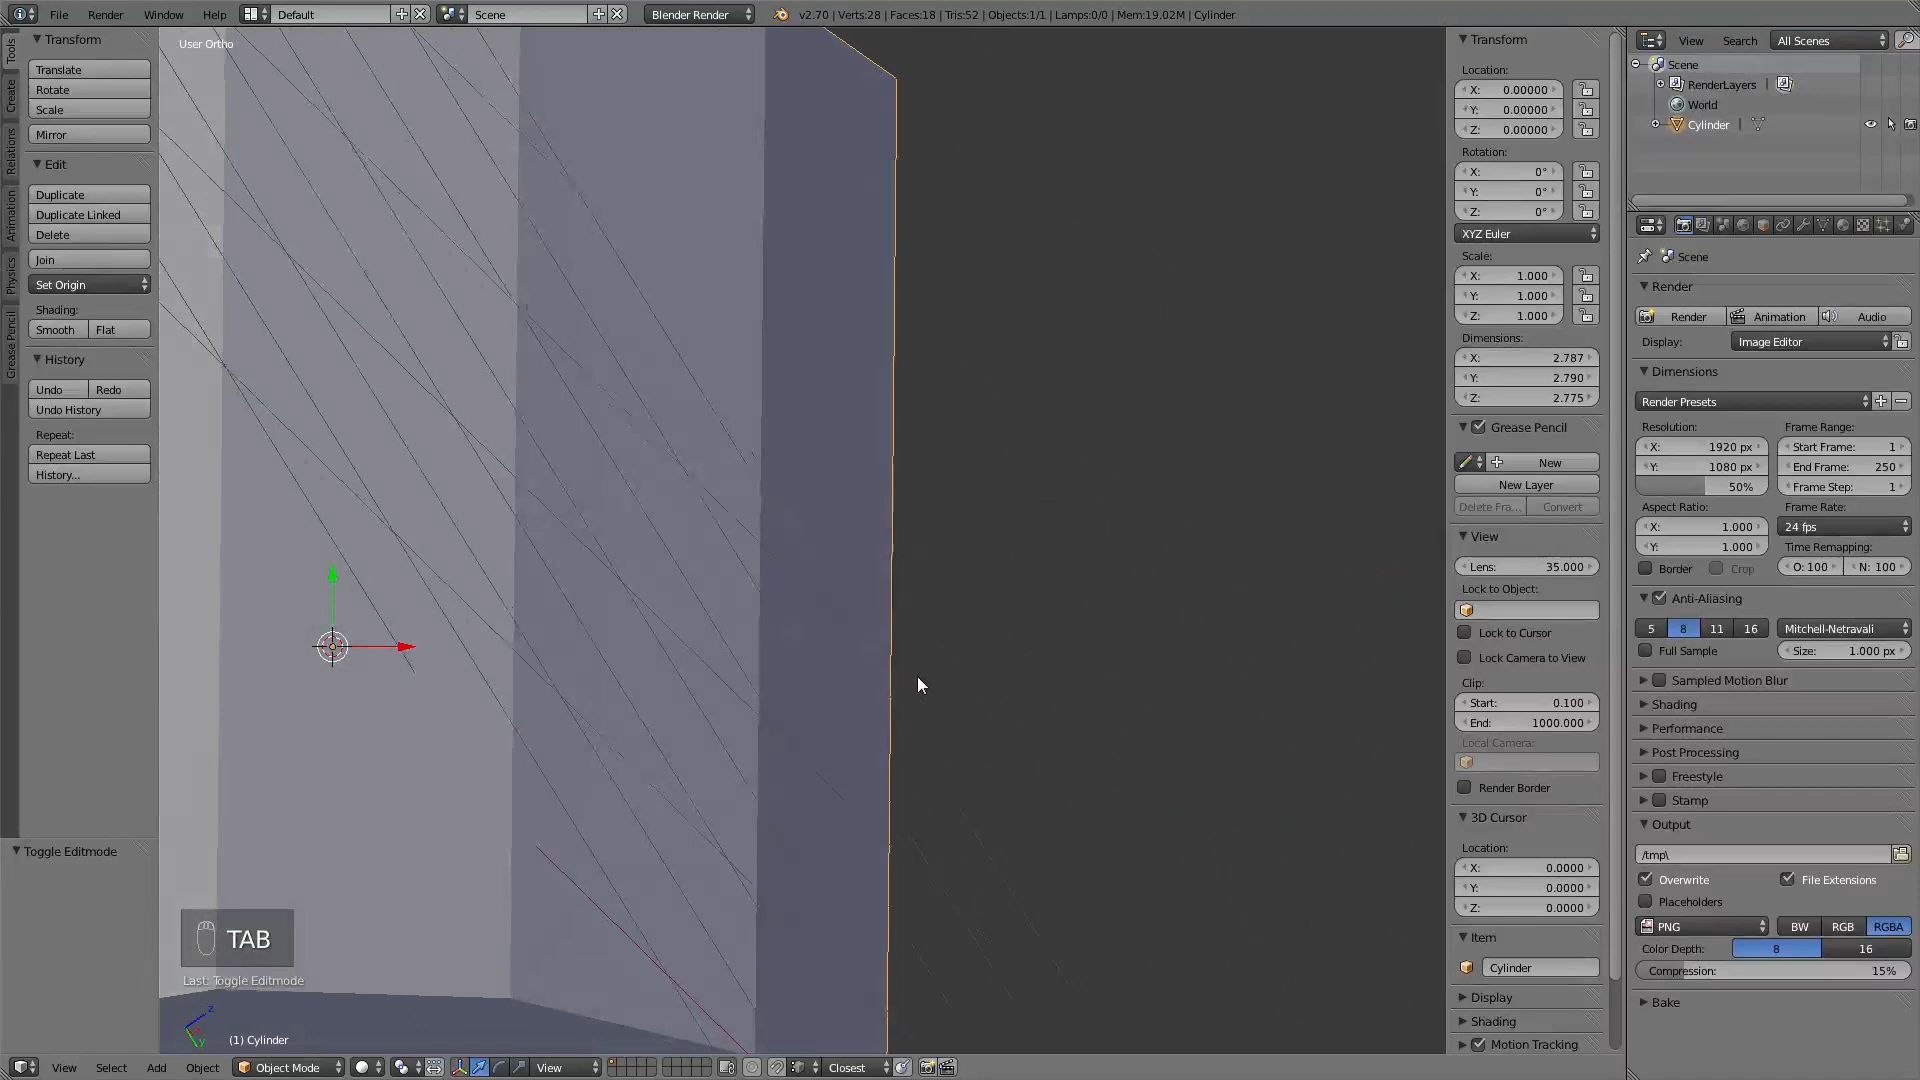 File Render Window Help Default Scene Blender Render v2.70 | Verts:28 | Faces:18 | Tris:52 | Objects:1/1 | Lamps:0/0 | Mem:19.02M | Cylinder
Tools
Create
Relations
Animation
Physics
Grease Pencil
Transform
Translate
Rotate
Scale
Mirror
Edit
Duplicate
Duplicate Linked
Delete
Join
Set Origin
Shading:
Smooth Flat
History
Undo Redo
Undo History
Repeat:
Repeat Last
History...
Toggle Editmode
User Ortho
TAB
Last: Toggle Editmode
z
y
(1) Cylinder
View Select Add Object Object Mode View Closest
Transform
Location:
X: 0.00000
Y: 0.00000
Z: 0.00000
Rotation:
X: 0°
Y: 0°
Z: 0°
XYZ Euler
Scale:
X: 1.000
Y: 1.000
Z: 1.000
Dimensions:
X: 2.787
Y: 2.790
Z: 2.775
Grease Pencil
New
New Layer
Delete Fra... Convert
View
Lens: 35.000
Lock to Object:
Lock to Cursor
Lock Camera to View
Clip:
Start: 0.100
End: 1000.000
Local Camera:
Render Border
3D Cursor
Location:
X: 0.0000
Y: 0.0000
Z: 0.0000
Item
Cylinder
Display
Shading
Motion Tracking
View Search All Scenes
Scene
RenderLayers
World
Cylinder
Scene
Render
Render Animation Audio
Display: Image Editor
Dimensions
Render Presets
Resolution: Frame Range:
X: 1920 px Start Frame: 1
Y: 1080 px End Frame: 250
50% Frame Step: 1
Aspect Ratio: Frame Rate:
X: 1.000 24 fps
Y: 1.000 Time Remapping:
Border Crop O: 100 N: 100
Anti-Aliasing
5 8 11 16 Mitchell-Netravali
Full Sample Size: 1.000 px
Sampled Motion Blur
Shading
Performance
Post Processing
Freestyle
Stamp
Output
/tmp\
Overwrite File Extensions
Placeholders
PNG BW RGB RGBA
Color Depth: 8 16
Compression: 15%
Bake